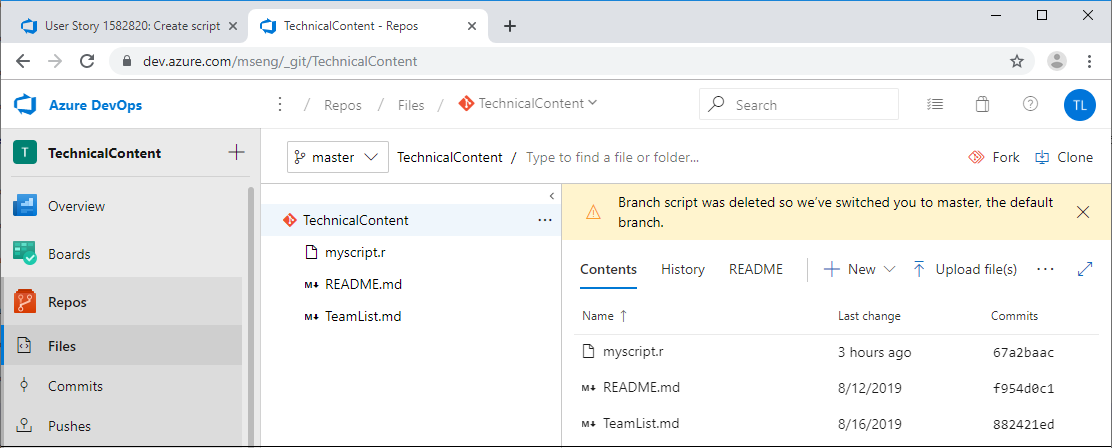 User Story 1582820: Create script
TechnicalContent - Repos
dev.azure.com/mseng/_git/TechnicalContent
Azure DevOps
/ Repos / Files / TechnicalContent
Search
TL
T TechnicalContent
master
TechnicalContent / Type to find a file or folder...
Fork
Clone
Overview
Boards
Repos
Files
Commits
Pushes
TechnicalContent
myscript.r
M↓ README.md
M↓ TeamList.md
Branch script was deleted so we've switched you to master, the default
branch.
Contents History README New Upload file(s)
Name ↑ Last change Commits
myscript.r 3 hours ago 67a2baac
M↓ README.md 8/12/2019 f954d0c1
M↓ TeamList.md 8/16/2019 882421ed